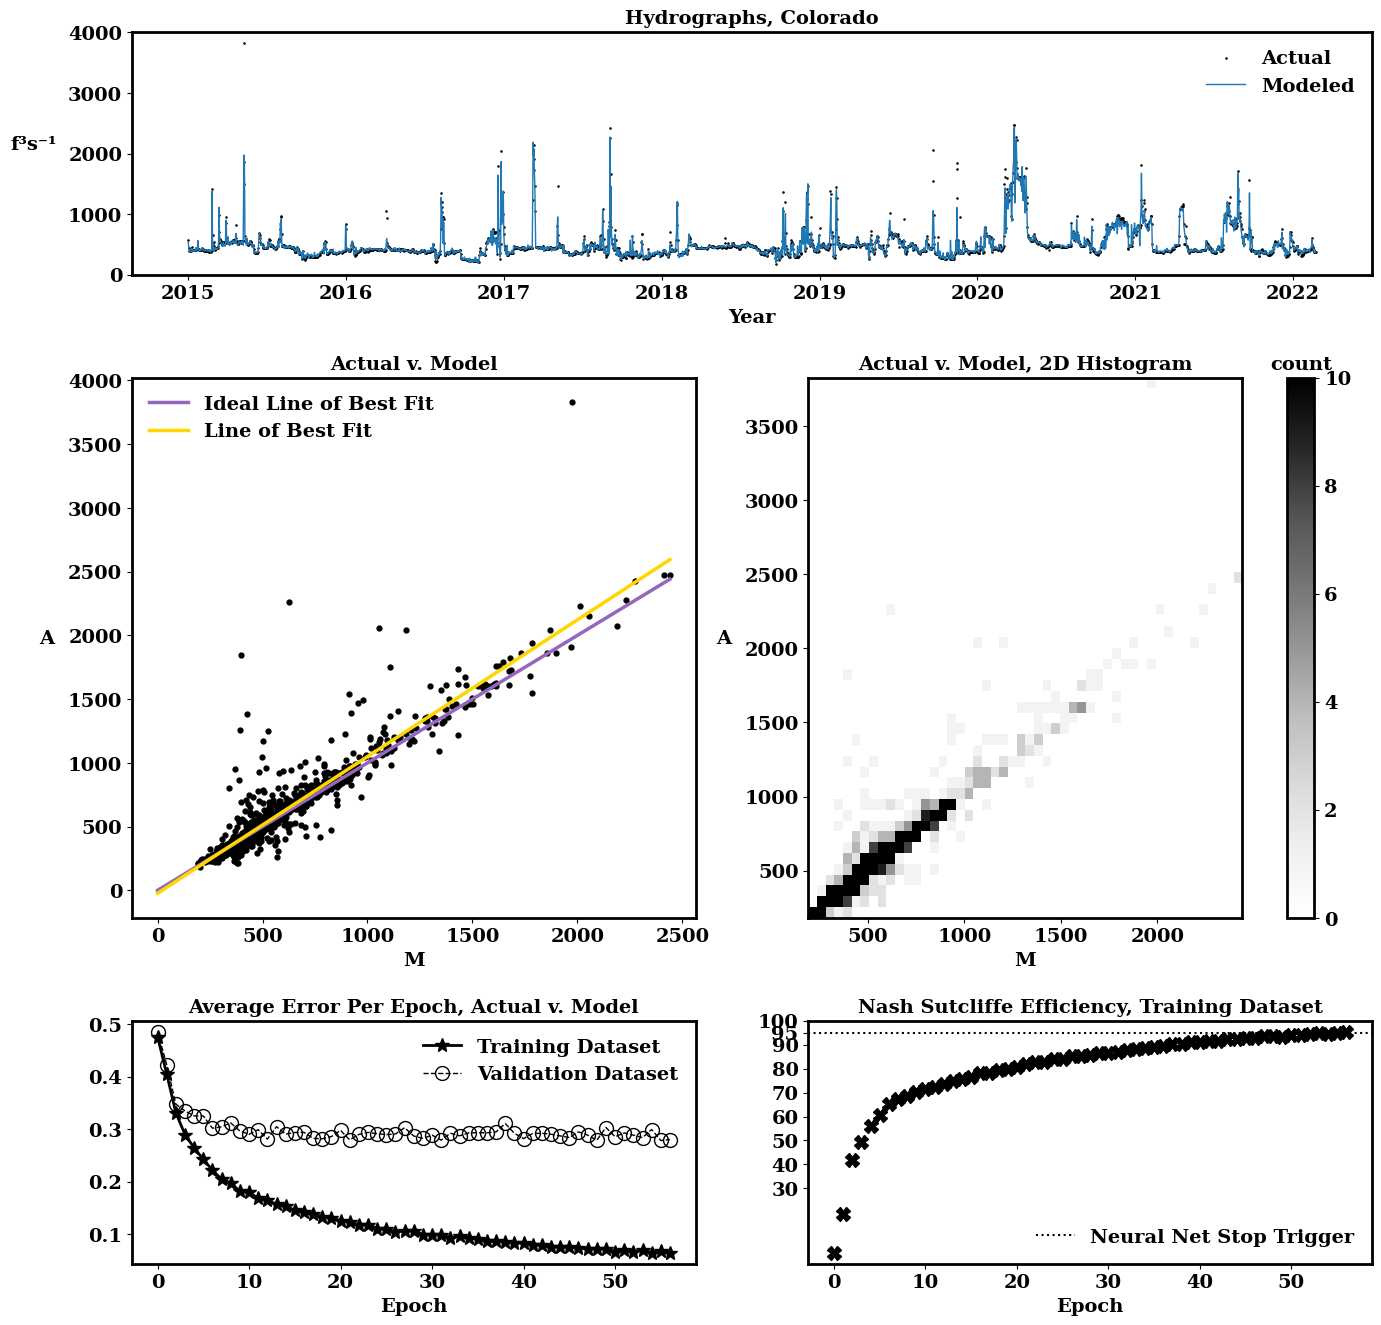 Hydrographs, Colorado
4000
3000
2000
1000
0
f³s⁻¹
Actual
Modeled
2015 2016 2017 2018 2019 2020 2021 2022
Year
Actual v. Model
4000
3500
3000
2500
2000
1500
1000
500
0
A
Ideal Line of Best Fit
Line of Best Fit
0 500 1000 1500 2000 2500
M
Actual v. Model, 2D Histogram
3500
3000
2500
2000
1500
1000
500
A
500 1000 1500 2000
M
count
10
8
6
4
2
0
Average Error Per Epoch, Actual v. Model
0.5
0.4
0.3
0.2
0.1
Training Dataset
Validation Dataset
0 10 20 30 40 50
Epoch
Nash Sutcliffe Efficiency, Training Dataset
100
95
90
80
70
60
50
40
30
Neural Net Stop Trigger
0 10 20 30 40 50
Epoch